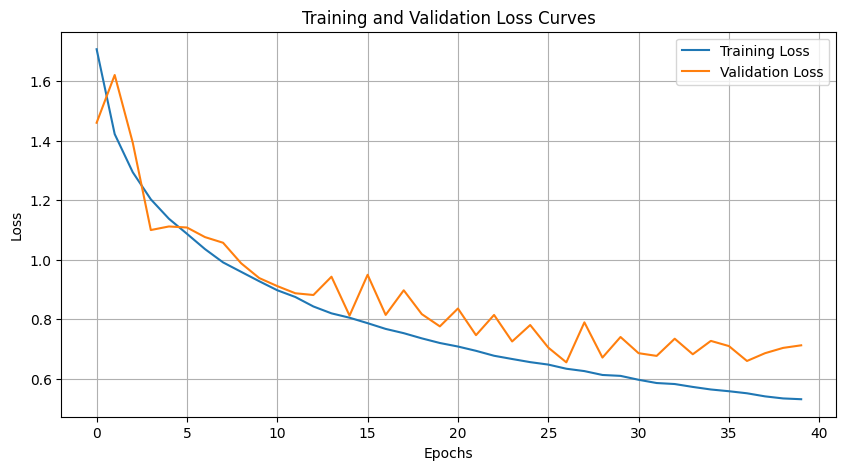 Training and Validation Loss Curves
Training Loss
Validation Loss
Loss
1.6
1.4
1.2
1.0
0.8
0.6
0 5 10 15 20 25 30 35 40
Epochs